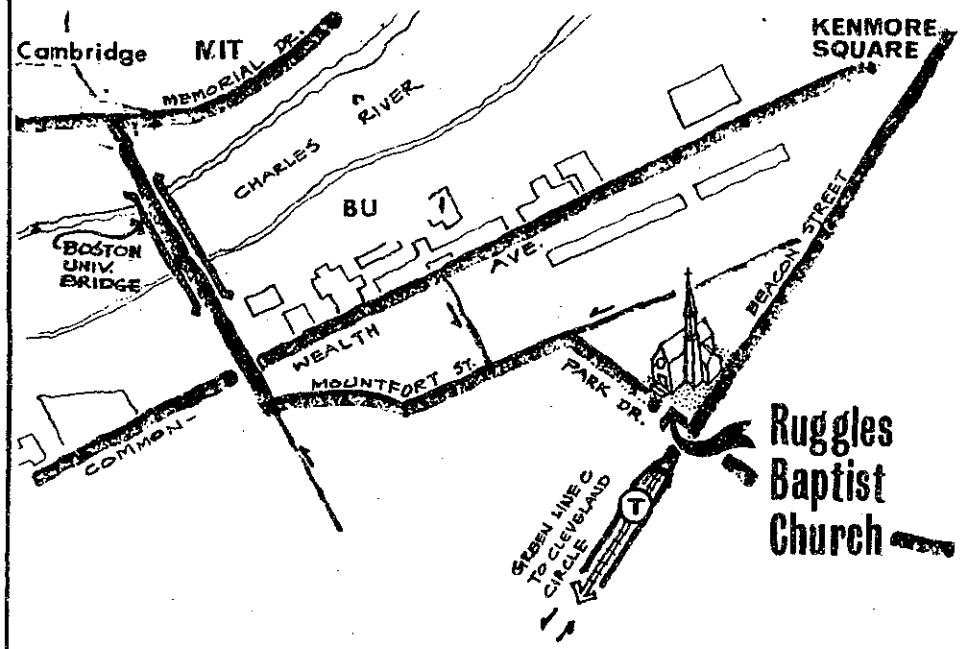 KENMORE
SQUARE
Cambridge
MIT
MEMORIAL DR.
CHARLES
RIVER
BU
BOSTON
UNIV.
BRIDGE
AVE.
WEALTH
COMMON-
MOUNTFORT ST.
PARK DR.
BEACON STREET
Ruggles
Baptist
Church
GREEN LINE C
TO CLEVELAND
CIRCLE
T